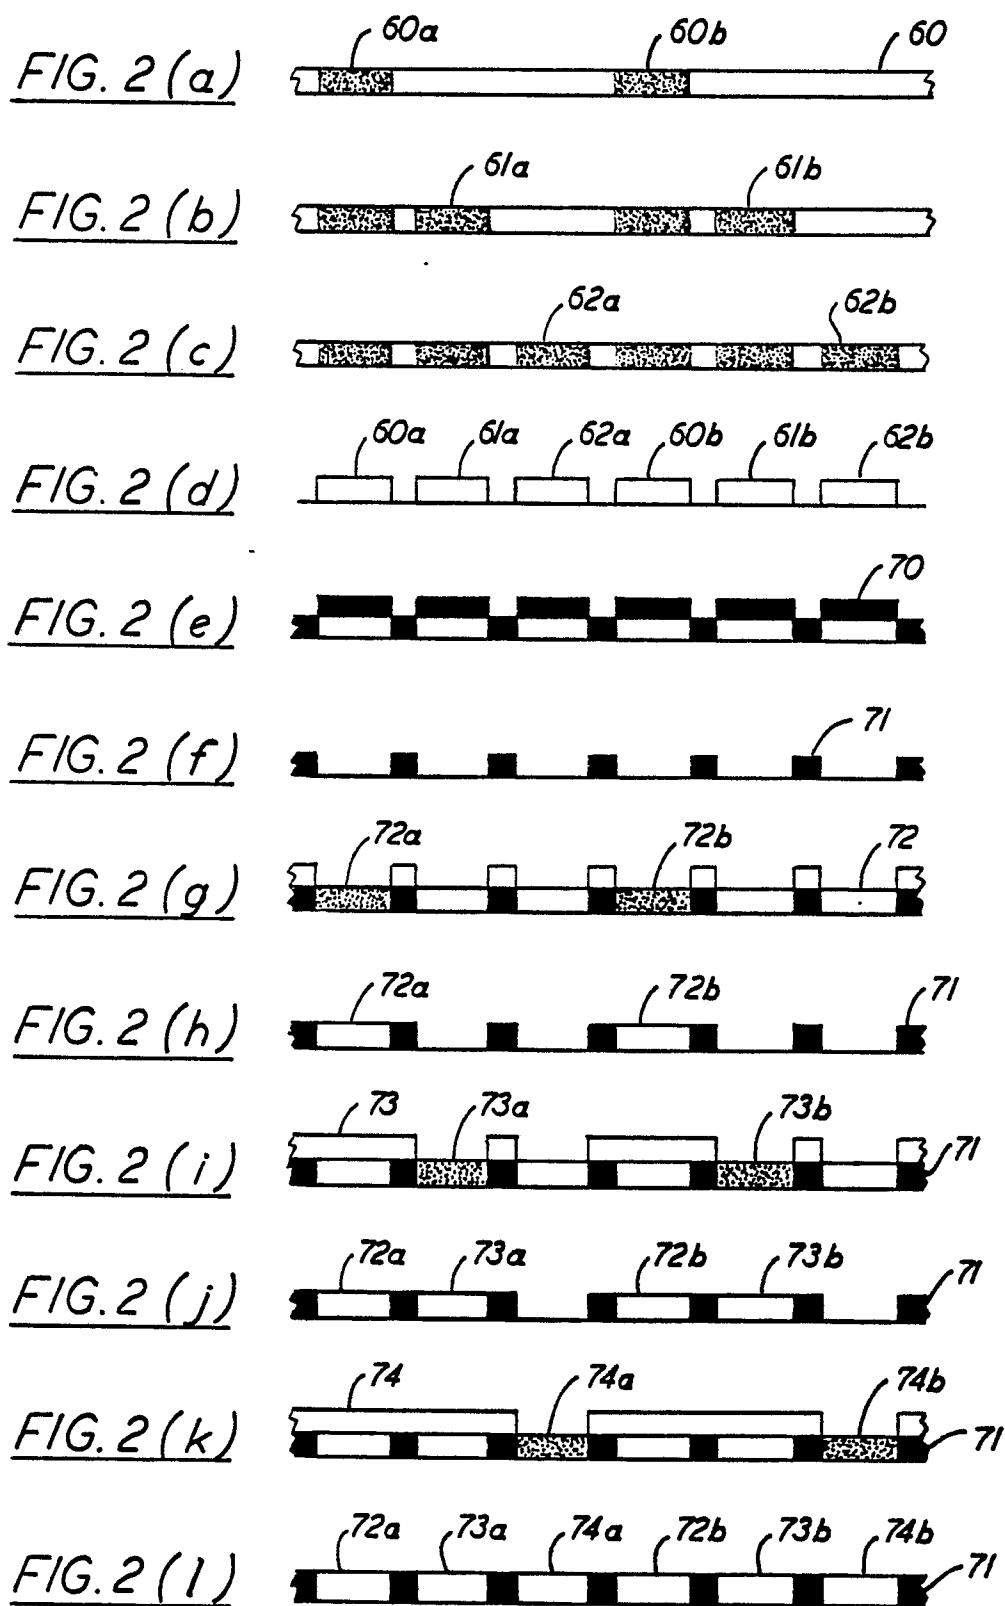 FIG. 2 (a) 60a 60b 60
FIG. 2 (b) 61a 61b
FIG. 2 (c) 62a 62b
FIG. 2 (d) 60a 61a 62a 60b 61b 62b
FIG. 2 (e) 70
FIG. 2 (f) 71
FIG. 2 (g) 72a 72b 72
FIG. 2 (h) 72a 72b 71
FIG. 2 (i) 73 73a 73b 71
FIG. 2 (j) 72a 73a 72b 73b 71
FIG. 2 (k) 74 74a 74b 71
FIG. 2 (l) 72a 73a 74a 72b 73b 74b 71